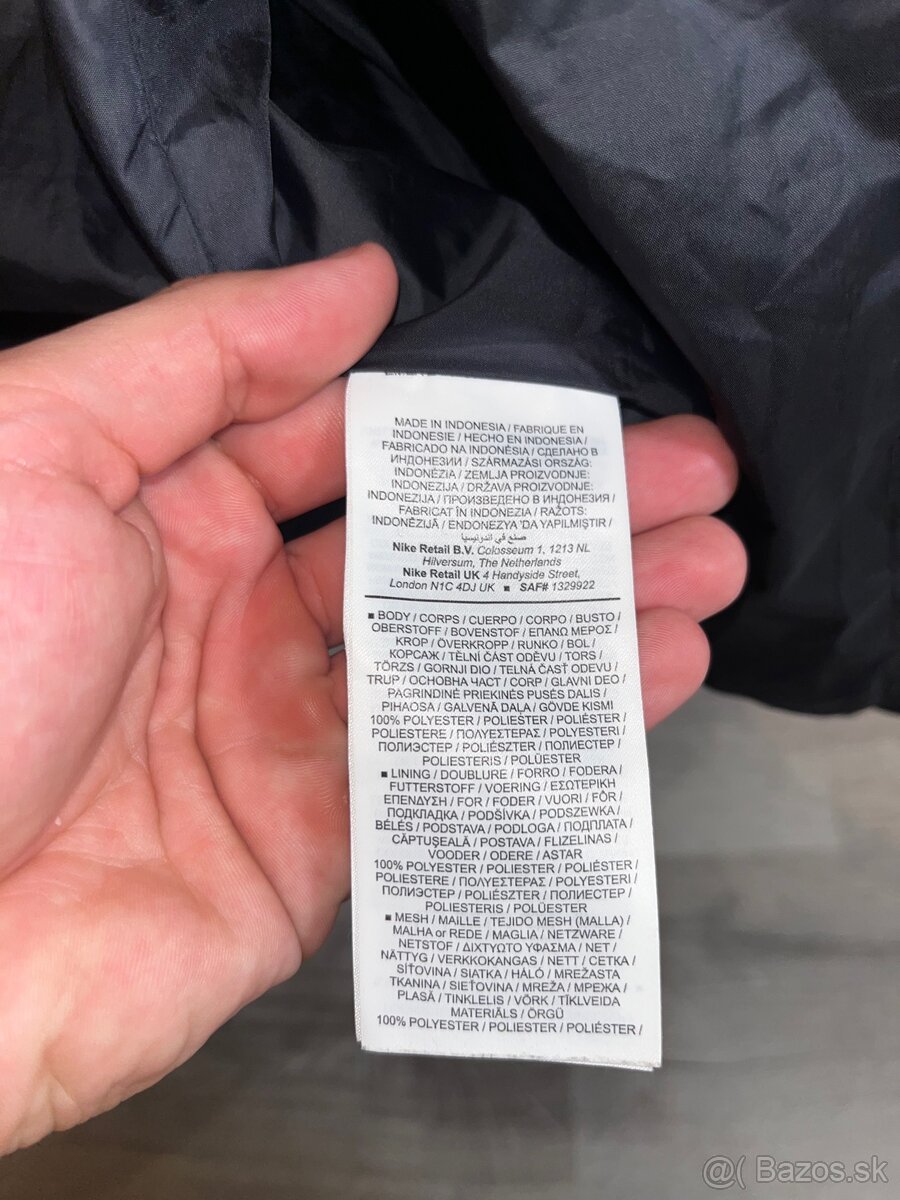 MADE IN INDONESIA / FABRIQUE EN
INDONESIE / HECHO EN INDONESIA /
FABRICADO NA INDONÉSIA / СДЕЛАНО В
ИНДОНЕЗИИ / SZÁRMAZÁSI ORSZÁG:
INDONÉZIA / ZEMLJA PROIZVODNJE:
INDONEZIJA / DRŽAVA PROIZVODNJE:
INDONEZIJA / ПРОИЗВЕДЕНО В ИНДОНЕЗИЯ /
FABRICAT ÎN INDONEZIA / RAŽOTS:
INDONĒZIJĀ / ENDONEZYA 'DA YAPILMIŞTIR /
صنع في اندونيسيا
Nike Retail B.V. Colosseum 1, 1213 NL
Hilversum, The Netherlands
Nike Retail UK 4 Handyside Street,
London N1C 4DJ UK ■ SAF# 1329922
■ BODY / CORPS / CUERPO / CORPO / BUSTO /
OBERSTOFF / BOVENSTOF / ΕΠΑΝΩ ΜΕΡΟΣ /
KROP / ÖVERKROPP / RUNKO / BOL /
КОРСАЖ / TĚLNÍ ČÁST ODĚVU / TORS /
TÖRZS / GORNJI DIO / TELNÁ ČASŤ ODEVU /
TRUP / ОСНОВНА ЧАСТ / CORP / GLAVNI DEO /
PAGRINDINĖ PRIEKINĖS PUSĖS DALIS /
PIHAOSA / GALVENĀ DAĻA / GÖVDE KISMI
100% POLYESTER / POLIEŠTER / POLIÉSTER /
POLIESTERE / ΠΟΛΥΕΣΤΕΡΑΣ / POLYESTERI /
ПОЛИЭСТЕР / POLIÉSZTER / ПОЛИЕСТЕР /
POLIESTERIS / POLÜESTER
■ LINING / DOUBLURE / FORRO / FODERA /
FUTTERSTOFF / VOERING / ΕΣΩΤΕΡΙΚΗ
ΕΠΕΝΔΥΣΗ / FOR / FODER / VUORI / FÔR /
ПОДКЛАДКА / PODŠÍVKA / PODSZEWKA /
BÉLÉS / PODSTAVA / PODLOGA / ПОДПЛАТА /
CĂPTUȘEALĂ / POSTAVA / FLIZELINAS /
VOODER / ODERE / ASTAR
100% POLYESTER / POLIESTER / POLIÉSTER /
POLIESTERE / ΠΟΛΥΕΣΤΕΡΑΣ / POLYESTERI /
ПОЛИЭСТЕР / POLIÉSZTER / ПОЛИЕСТЕР /
POLIESTERIS / POLÜESTER
■ MESH / MAILLE / TEJIDO MESH (MALLA) /
MALHA or REDE / MAGLIA / NETZWARE /
NETSTOF / ΔΙΧΤΥΩΤΟ ΥΦΑΣΜΑ / NET /
NÄTTYG / VERKKOKANGAS / NETT / СЕТКА /
SÍŤOVINA / SIATKA / HÁLÓ / MREŽASTA
TKANINA / SIEŤOVINA / MREŽA / МРЕЖА /
PLASĂ / TINKLELIS / VÕRK / TĪKLVEIDA
MATERIĀLS / ÖRGÜ
100% POLYESTER / POLIESTER / POLIÉSTER /
@( Bazos.sk